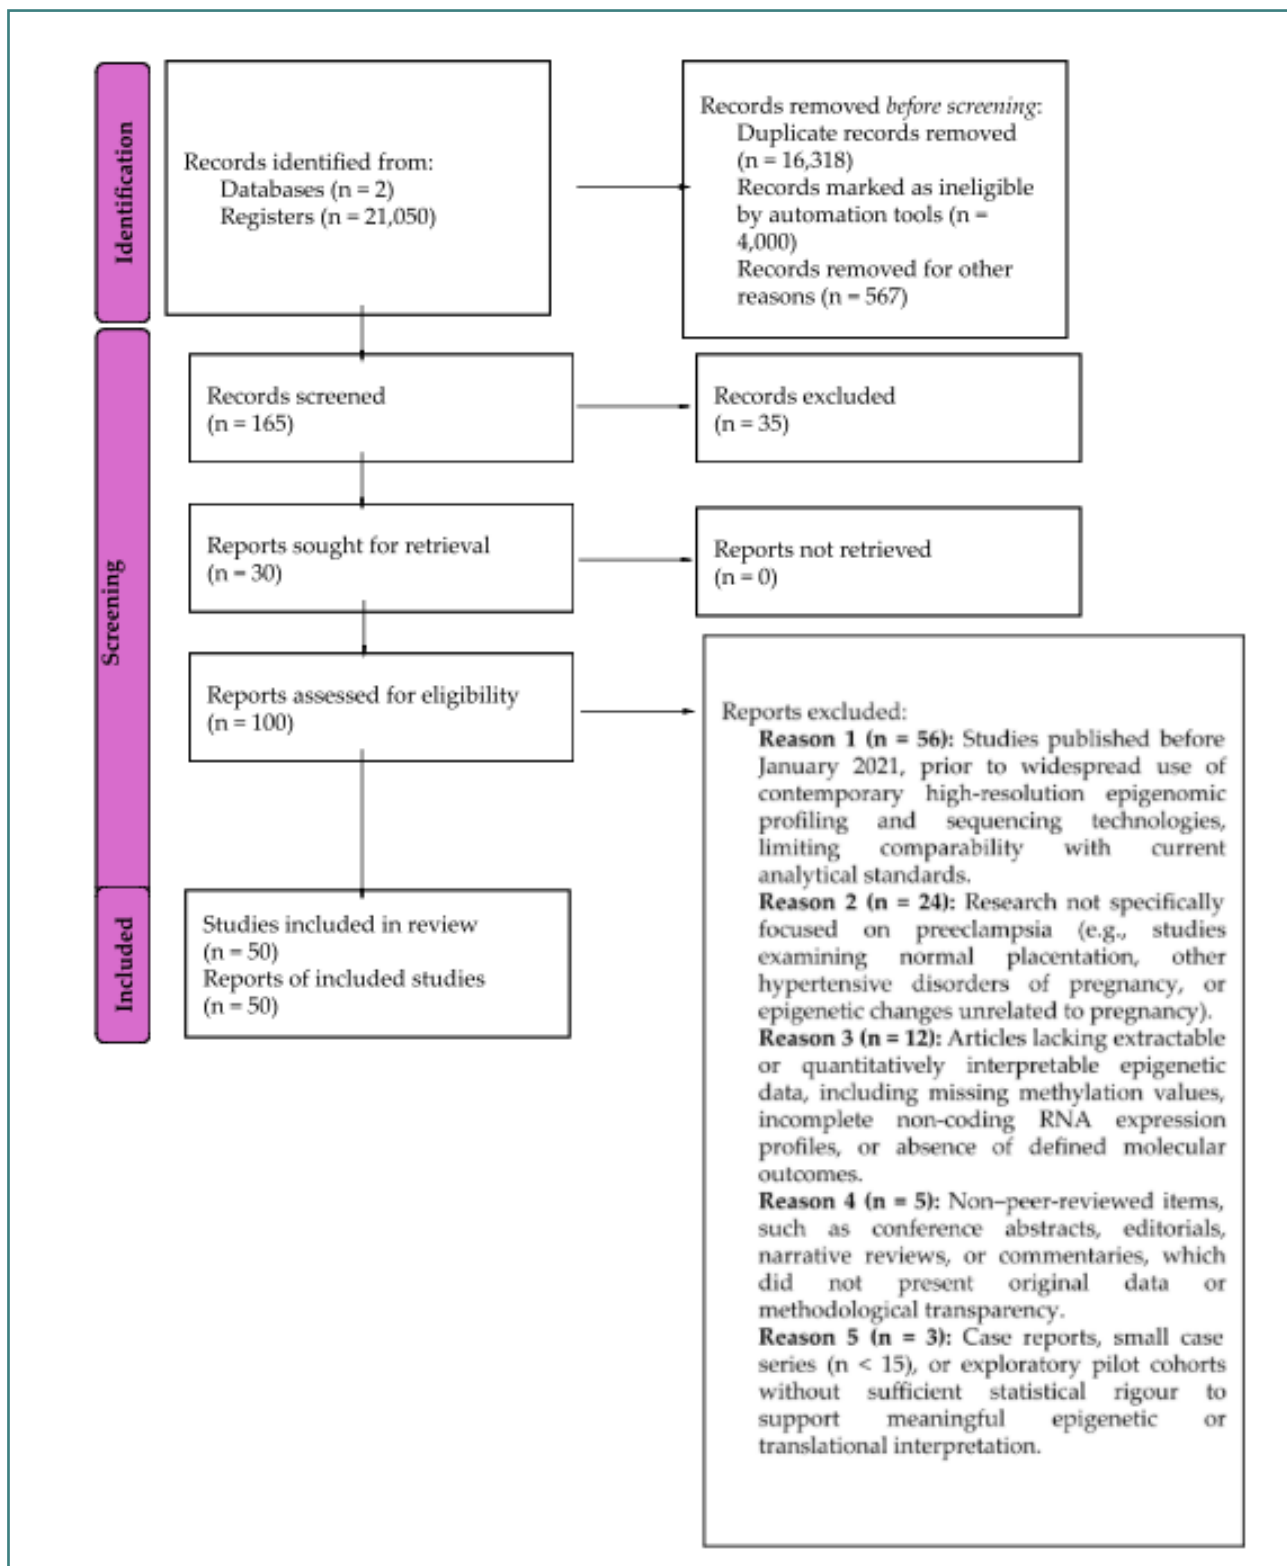 Identification
Records identified from:
Databases (n = 2)
Registers (n = 21,050)
Records removed before screening:
Duplicate records removed
(n = 16,318)
Records marked as ineligible
by automation tools (n =
4,000)
Records removed for other
reasons (n = 567)
Screening
Records screened
(n = 165)
Records excluded
(n = 35)
Reports sought for retrieval
(n = 30)
Reports not retrieved
(n = 0)
Reports assessed for eligibility
(n = 100)
Reports excluded:
Reason 1 (n = 56): Studies published before
January 2021, prior to widespread use of
contemporary high-resolution epigenomic
profiling and sequencing technologies,
limiting comparability with current
analytical standards.
Reason 2 (n = 24): Research not specifically
focused on preeclampsia (e.g., studies
examining normal placentation, other
hypertensive disorders of pregnancy, or
epigenetic changes unrelated to pregnancy).
Reason 3 (n = 12): Articles lacking extractable
or quantitatively interpretable epigenetic
data, including missing methylation values,
incomplete non-coding RNA expression
profiles, or absence of defined molecular
outcomes.
Reason 4 (n = 5): Non–peer-reviewed items,
such as conference abstracts, editorials,
narrative reviews, or commentaries, which
did not present original data or
methodological transparency.
Reason 5 (n = 3): Case reports, small case
series (n < 15), or exploratory pilot cohorts
without sufficient statistical rigour to
support meaningful epigenetic or
translational interpretation.
Included
Studies included in review
(n = 50)
Reports of included studies
(n = 50)